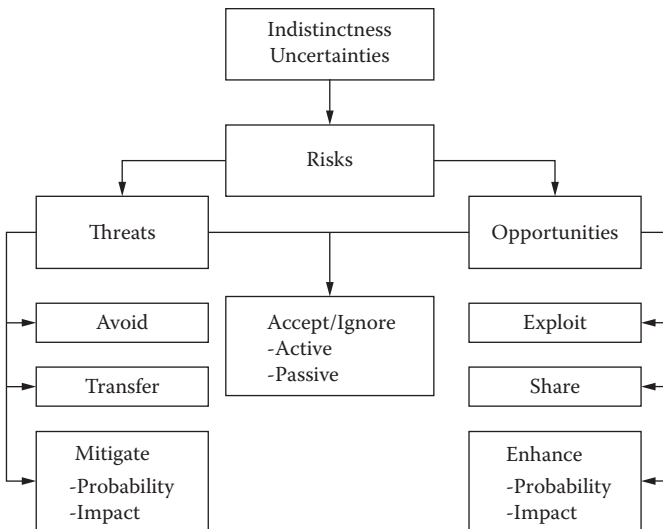 Indistinctness
Uncertainties
Risks
Threats
Opportunities
Avoid
Accept/Ignore
-Active
-Passive
Exploit
Transfer
Share
Mitigate
-Probability
-Impact
Enhance
-Probability
-Impact